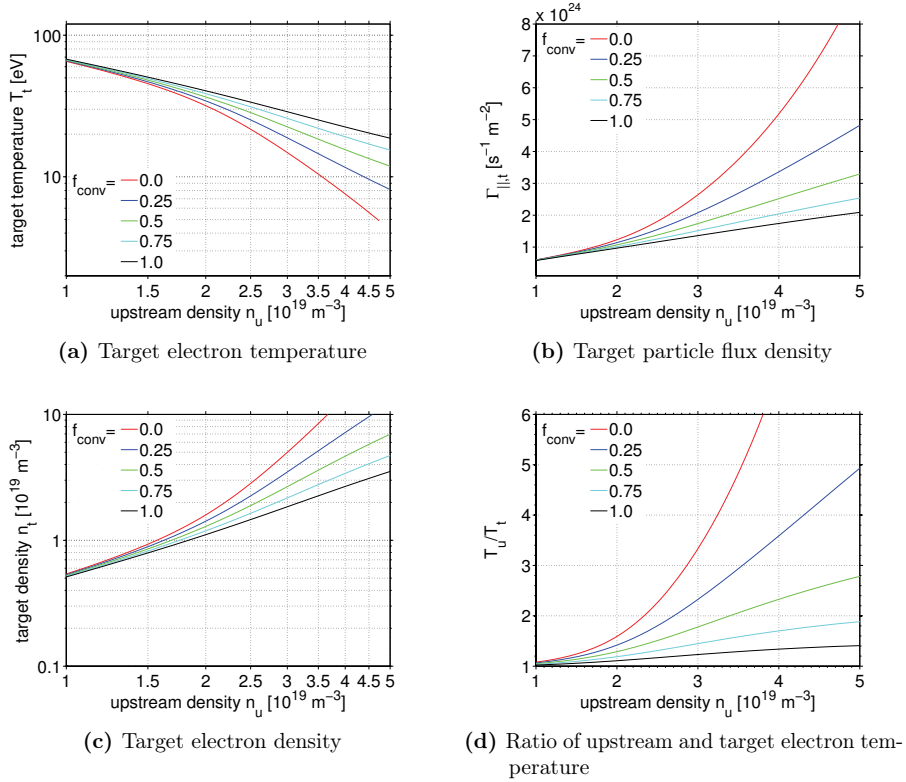 100
10
target temperature T_t [eV]
f_conv=
0.0
0.25
0.5
0.75
1.0
1 1.5 2 2.5 3 3.5 4 4.5 5
upstream density n_u [10^19 m^-3]
(a) Target electron temperature
x 10^24
8
7
6
5
4
3
2
1
Γ_||,t [s^-1 m^-2]
f_conv=
0.0
0.25
0.5
0.75
1.0
1 2 3 4 5
upstream density n_u [10^19 m^-3]
(b) Target particle flux density
10
1
0.1
target density n_t [10^19 m^-3]
f_conv=
0.0
0.25
0.5
0.75
1.0
1 1.5 2 2.5 3 3.5 4 4.5 5
upstream density n_u [10^19 m^-3]
(c) Target electron density
6
5
4
3
2
1
T_u/T_t
f_conv=
0.0
0.25
0.5
0.75
1.0
1 2 3 4 5
upstream density n_u [10^19 m^-3]
(d) Ratio of upstream and target electron tem-
perature